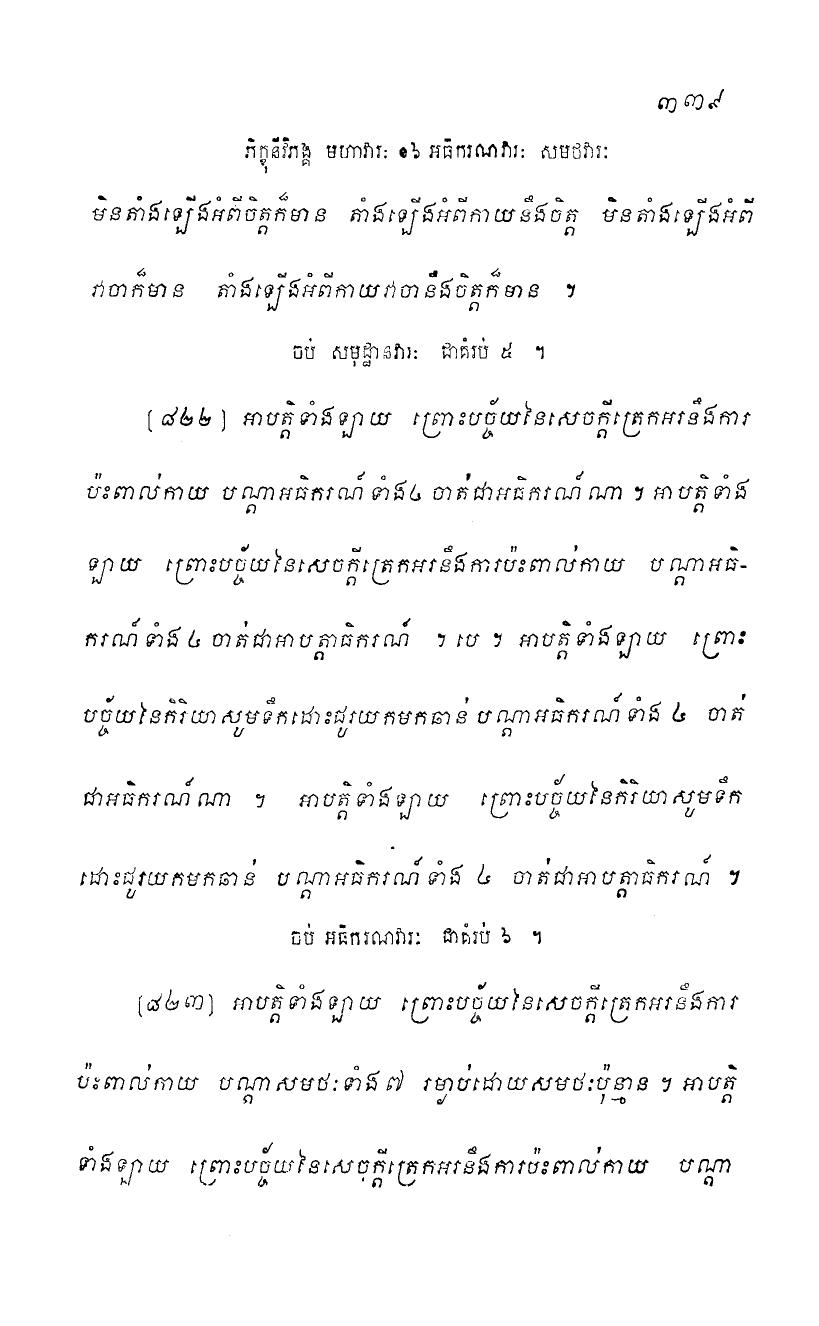 ៣៣៩
ភិក្ខុនីវិភង្គ មហាវារៈ ១៦ អធិករណវារៈ សមថវារៈ
មិនតាំងឡើងអំពីចិត្តក៏មាន តាំងឡើងអំពីកាយនឹងចិត្ត មិនតាំងឡើងអំពី
វាចាក៏មាន តាំងឡើងអំពីកាយវាចានឹងចិត្តក៏មាន ។
ចប់ សមុដ្ឋានវារៈ ជាគំរប់ ៥ ។
[៨៤២] អាបត្តិទាំងឡាយ ព្រោះបច្ច័យនៃសេចក្តីត្រេកអរនឹងការ
ប៉ះពាល់កាយ បណ្តាអធិករណ៍ទាំង៤ ចាត់ជាអធិករណ៍ណា ។ អាបត្តិទាំង
ឡាយ ព្រោះបច្ច័យនៃសេចក្តីត្រេកអរនឹងការប៉ះពាល់កាយ បណ្តាអធិ-
ករណ៍ទាំង៤ ចាត់ជាអាបត្តាធិករណ៍ ។ បេ ។ អាបត្តិទាំងឡាយ ព្រោះ
បច្ច័យនៃកិរិយាសូមទឹកដោះជូរយកមកឆាន់ បណ្តាអធិករណ៍ទាំង ៤ ចាត់
ជាអធិករណ៍ណា ។ អាបត្តិទាំងឡាយ ព្រោះបច្ច័យនៃកិរិយាសូមទឹក
ដោះជូរយកមកឆាន់ បណ្តាអធិករណ៍ទាំង ៤ ចាត់ជាអាបត្តាធិករណ៍ ។
ចប់ អធិករណវារៈ ជាគំរប់ ៦ ។
[៨៤៣] អាបត្តិទាំងឡាយ ព្រោះបច្ច័យនៃសេចក្តីត្រេកអរនឹងការ
ប៉ះពាល់កាយ បណ្តាសមថៈទាំង៧ រម្ងាប់ដោយសមថៈប៉ុន្មាន ។ អាបត្តិ
ទាំងឡាយ ព្រោះបច្ច័យនៃសេចក្តីត្រេកអរនឹងការប៉ះពាល់កាយ បណ្តា